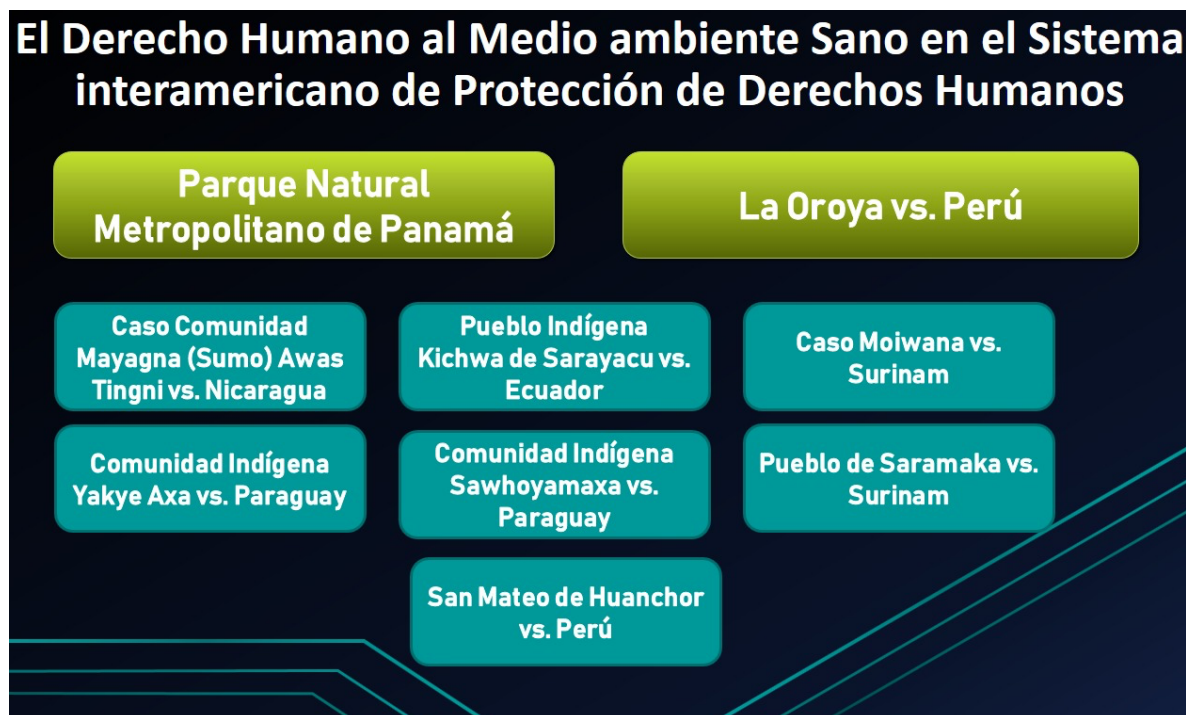 El Derecho Humano al Medio ambiente Sano en el Sistema
interamericano de Protección de Derechos Humanos
Parque Natural
Metropolitano de Panamá
La Oroya vs. Perú
Caso Comunidad
Mayagna (Sumo) Awas
Tingni vs. Nicaragua
Pueblo Indígena
Kichwa de Sarayacu vs.
Ecuador
Caso Moiwana vs.
Surinam
Comunidad Indígena
Yakye Axa vs. Paraguay
Comunidad Indígena
Sawhoyamaxa vs.
Paraguay
Pueblo de Saramaka vs.
Surinam
San Mateo de Huanchor
vs. Perú